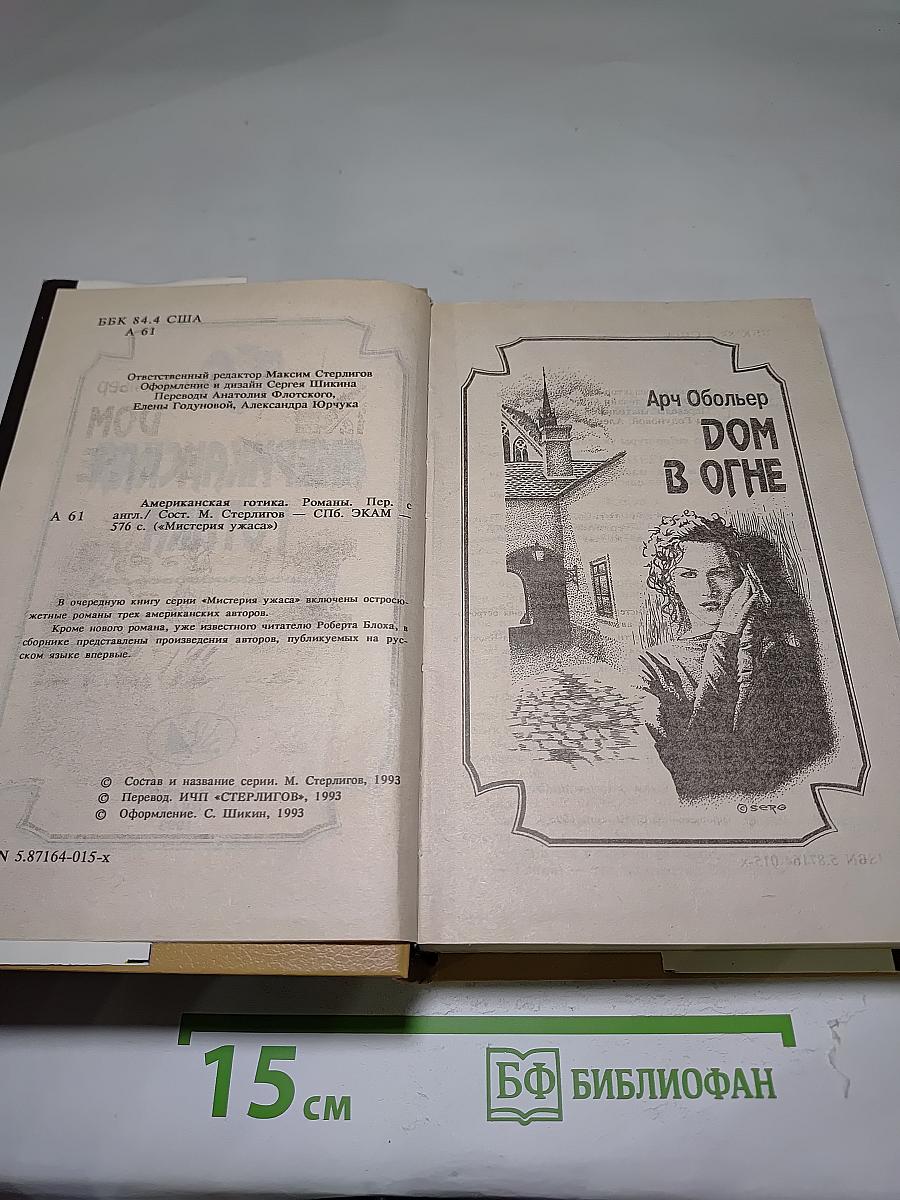 ББК 84.4 США
А 61
Ответственный редактор Максим Стерлигов
Оформление и дизайн Сергея Шикина
Переводы Анатолия Флотского,
Елены Годуновой, Александра Юрчука
Американская готика. Романы. Пер. с
А 61 англ./ Сост. М. Стерлигов — СПб. ЭКАМ —
576 с. («Мистерия ужаса»)
В очередную книгу серии «Мистерия ужаса» включены остросю-
жетные романы трех американских авторов.
Кроме нового романа, уже известного читателю Роберта Блоха, в
сборнике представлены произведения авторов, публикуемых на рус-
ском языке впервые.
© Состав и название серии. М. Стерлигов, 1993
© Перевод. ИЧП «СТЕРЛИГОВ», 1993
© Оформление. С. Шикин, 1993
N 5.87164-015-x
Арч Обольер
ДОМ
В ОГНЕ
© SERG
15 см
БФ БИБЛИОФАН